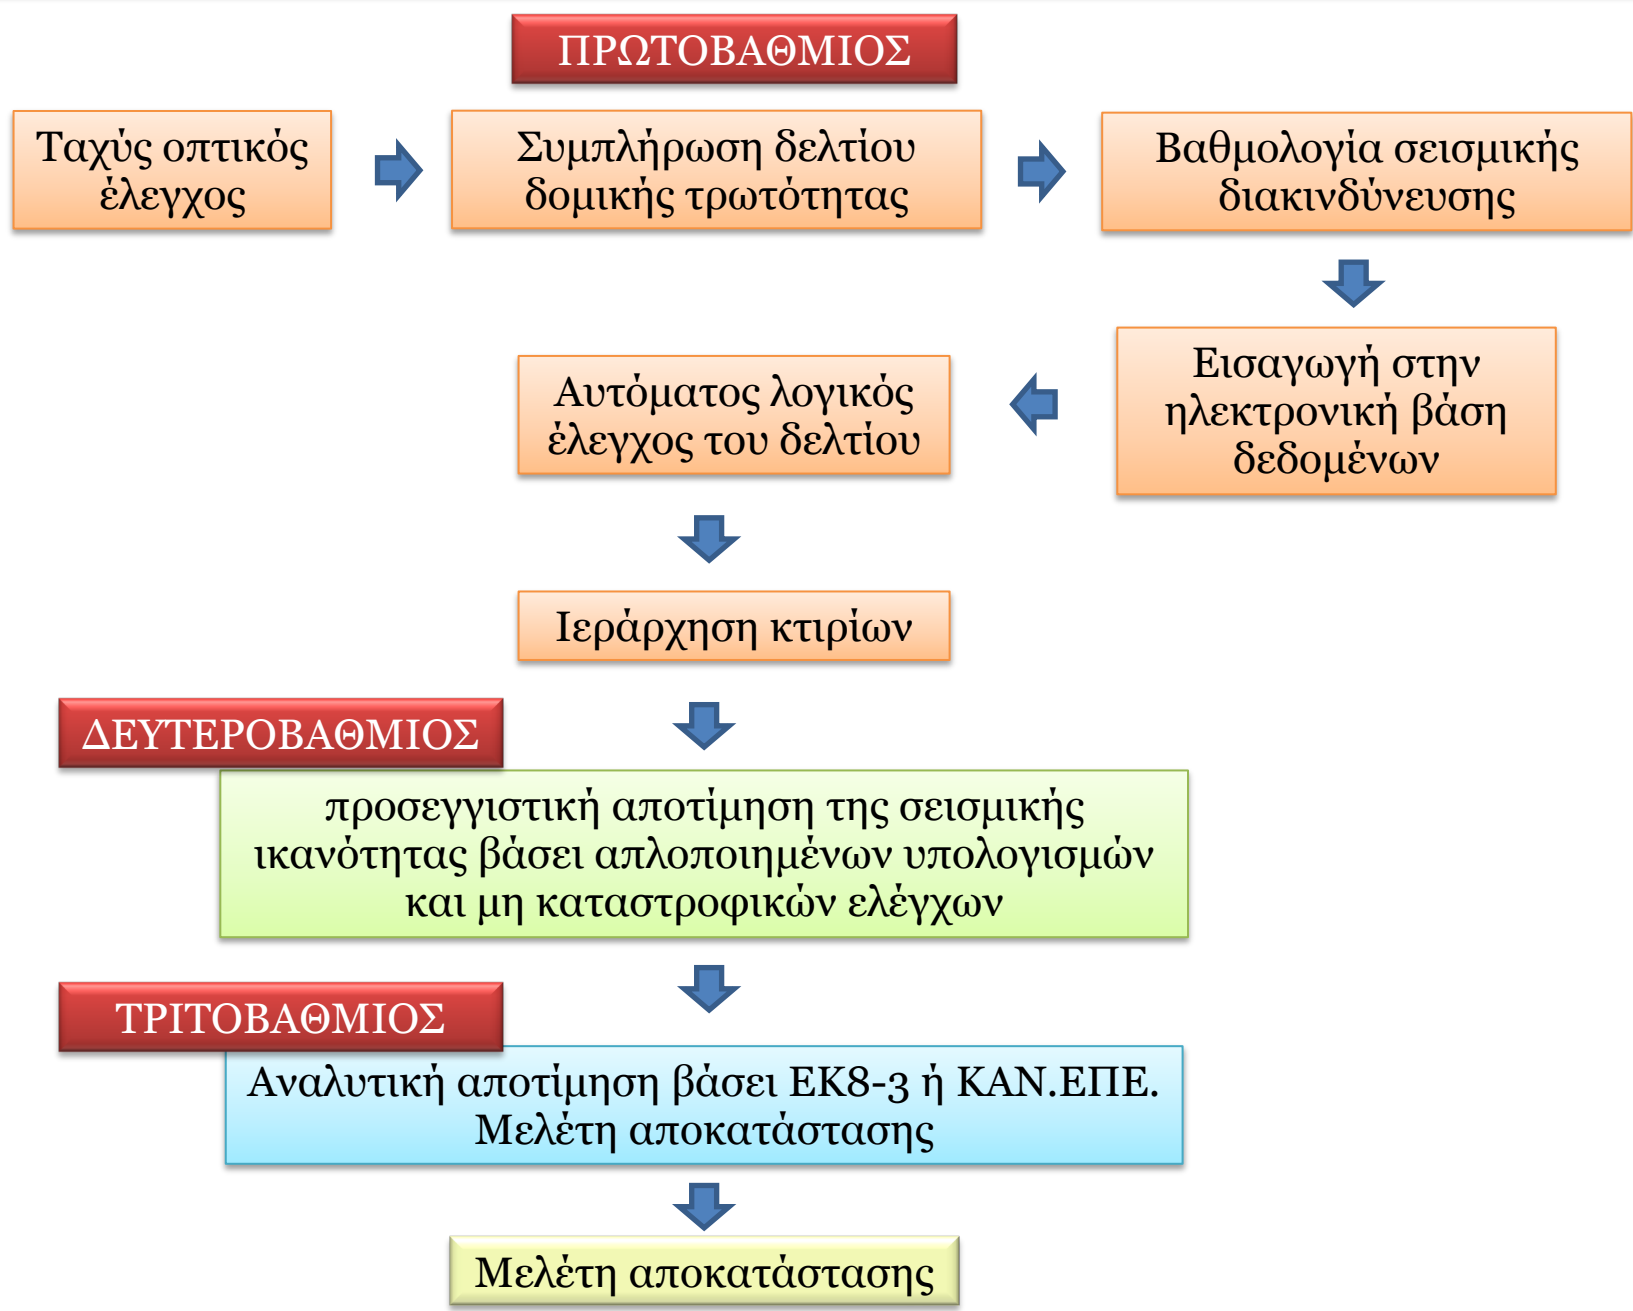 ΠΡΩΤΟΒΑΘΜΙΟΣ
Ταχύς οπτικός
έλεγχος
Συμπλήρωση δελτίου
δομικής τρωτότητας
Βαθμολογία σεισμικής
διακινδύνευσης
Εισαγωγή στην
ηλεκτρονική βάση
δεδομένων
Αυτόματος λογικός
έλεγχος του δελτίου
Ιεράρχηση κτιρίων
ΔΕΥΤΕΡΟΒΑΘΜΙΟΣ
προσεγγιστική αποτίμηση της σεισμικής
ικανότητας βάσει απλοποιημένων υπολογισμών
και μη καταστροφικών ελέγχων
ΤΡΙΤΟΒΑΘΜΙΟΣ
Αναλυτική αποτίμηση βάσει ΕΚ8-3 ή ΚΑΝ.ΕΠΕ.
Μελέτη αποκατάστασης
Μελέτη αποκατάστασης